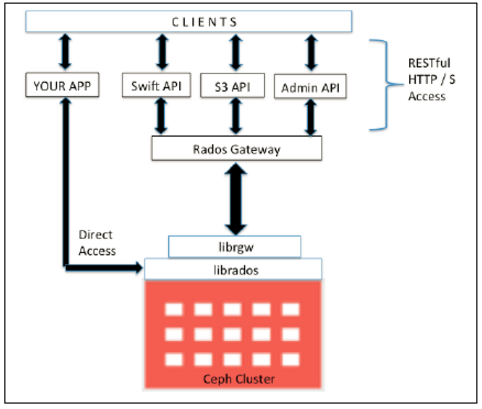 CLIENTS
RESTful
HTTP / S
Access
YOUR APP
Swift API
S3 API
Admin API
Rados Gateway
Direct
Access
librgw
librados
Ceph Cluster